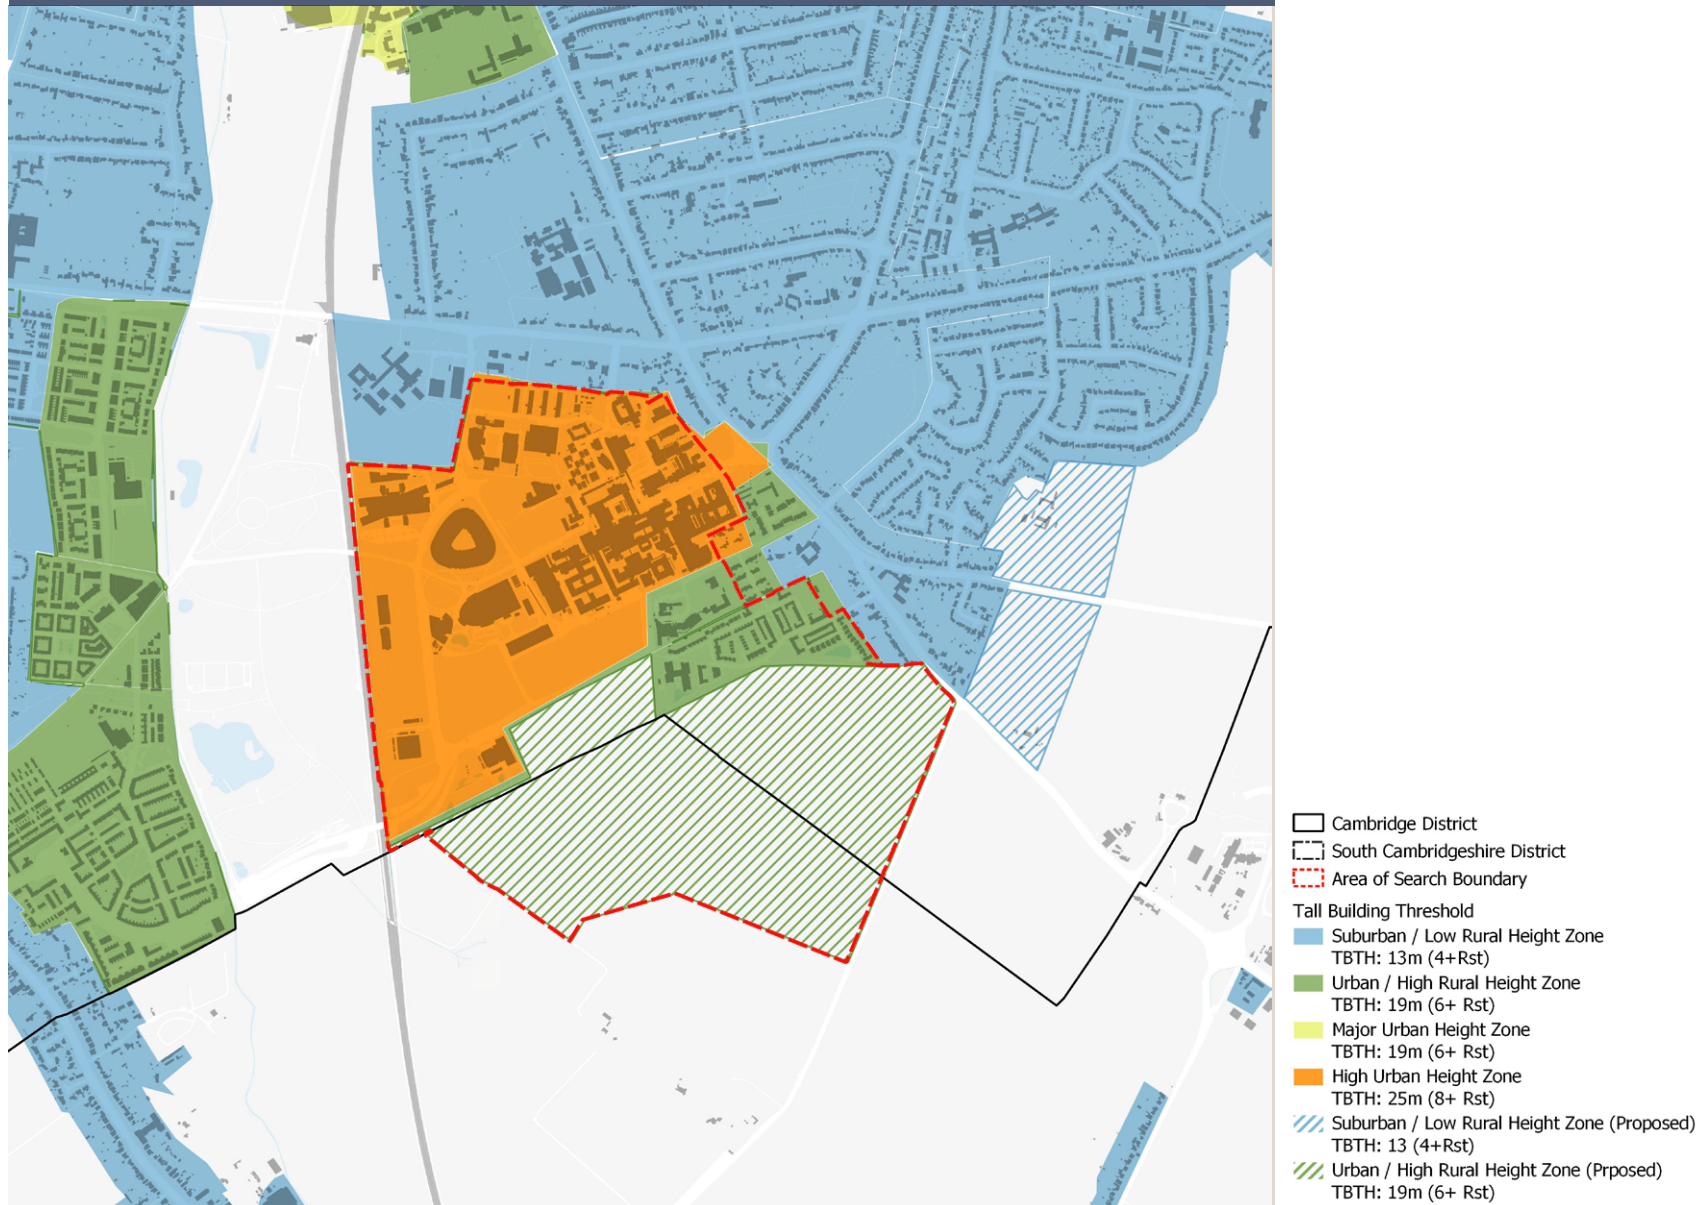 Cambridge District
South Cambridgeshire District
Area of Search Boundary
Tall Building Threshold
Suburban / Low Rural Height Zone
TBTH: 13m (4+Rst)
Urban / High Rural Height Zone
TBTH: 19m (6+ Rst)
Major Urban Height Zone
TBTH: 19m (6+ Rst)
High Urban Height Zone
TBTH: 25m (8+ Rst)
Suburban / Low Rural Height Zone (Proposed)
TBTH: 13 (4+Rst)
Urban / High Rural Height Zone (Prposed)
TBTH: 19m (6+ Rst)